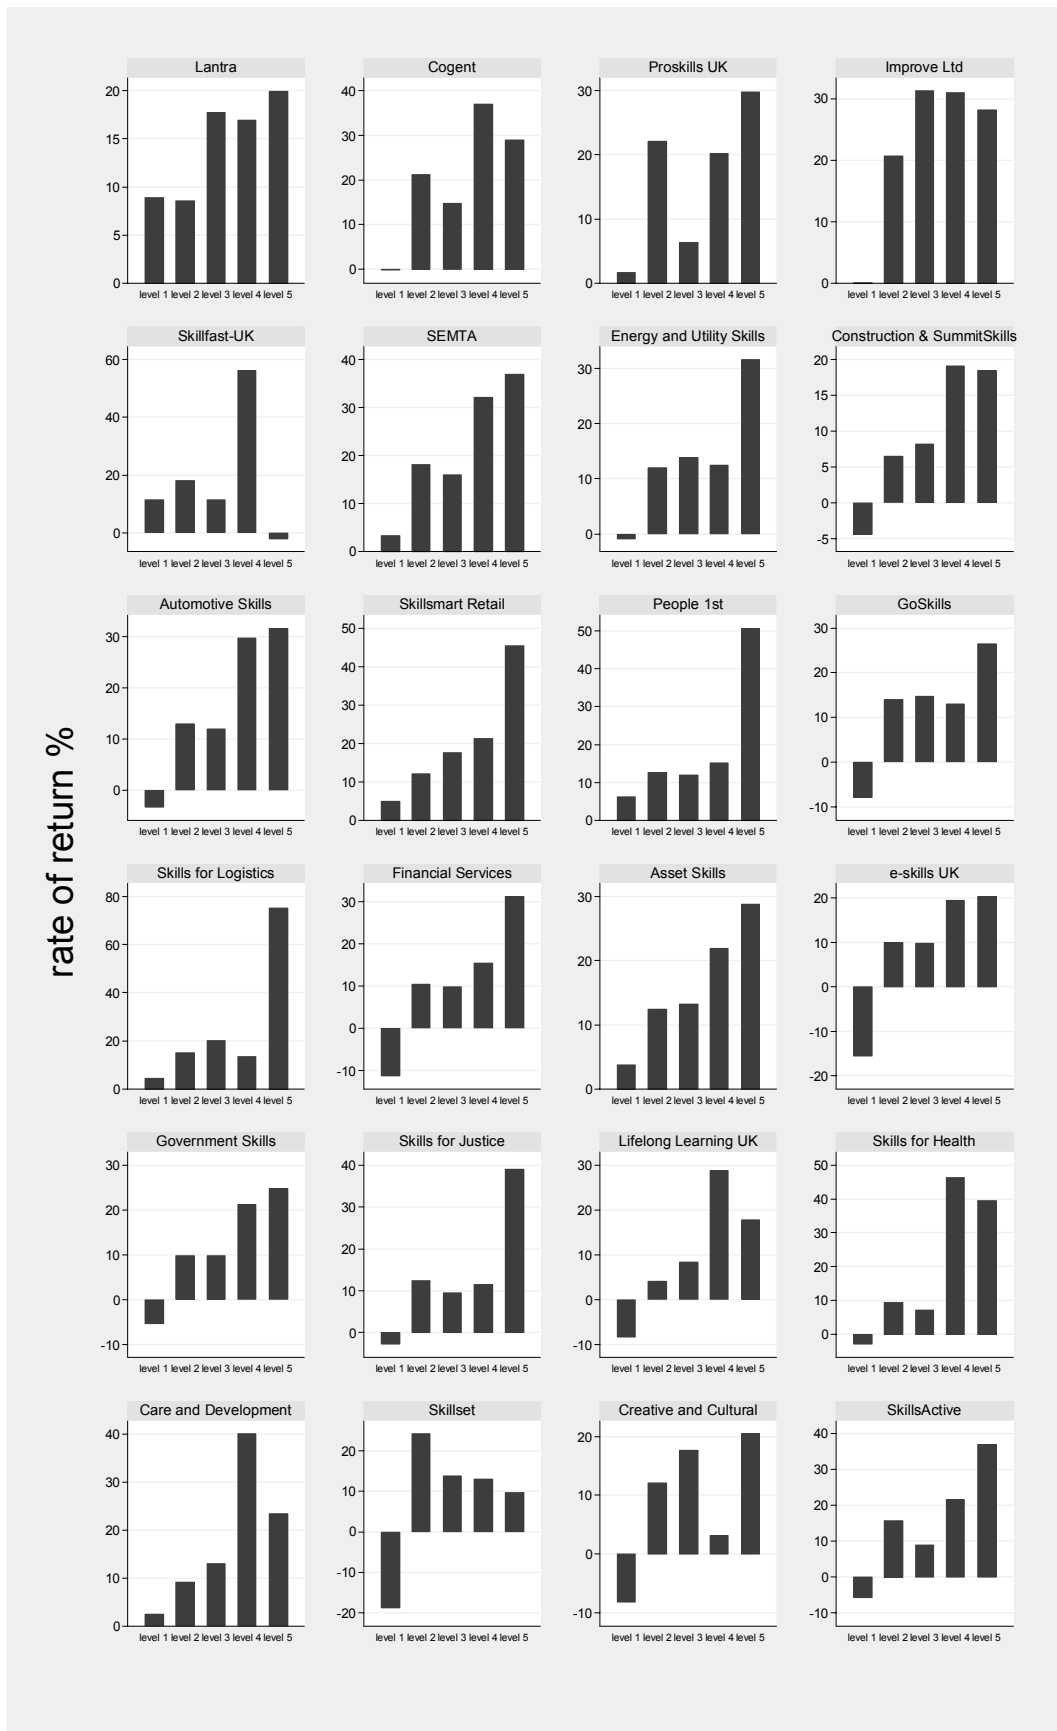 rate of return %
Lantra
20
15
10
5
0
level 1 level 2 level 3 level 4 level 5
Cogent
40
30
20
10
0
level 1 level 2 level 3 level 4 level 5
Proskills UK
30
20
10
0
level 1 level 2 level 3 level 4 level 5
Improve Ltd
30
20
10
0
level 1 level 2 level 3 level 4 level 5
Skillfast-UK
60
40
20
0
level 1 level 2 level 3 level 4 level 5
SEMTA
40
30
20
10
0
level 1 level 2 level 3 level 4 level 5
Energy and Utility Skills
30
20
10
0
level 1 level 2 level 3 level 4 level 5
Construction & SummitSkills
20
15
10
5
0
-5
level 1 level 2 level 3 level 4 level 5
Automotive Skills
30
20
10
0
level 1 level 2 level 3 level 4 level 5
Skillsmart Retail
50
40
30
20
10
0
level 1 level 2 level 3 level 4 level 5
People 1st
50
40
30
20
10
0
level 1 level 2 level 3 level 4 level 5
GoSkills
30
20
10
0
-10
level 1 level 2 level 3 level 4 level 5
Skills for Logistics
80
60
40
20
0
level 1 level 2 level 3 level 4 level 5
Financial Services
30
20
10
0
-10
level 1 level 2 level 3 level 4 level 5
Asset Skills
30
20
10
0
level 1 level 2 level 3 level 4 level 5
e-skills UK
20
10
0
-10
-20
level 1 level 2 level 3 level 4 level 5
Government Skills
30
20
10
0
-10
level 1 level 2 level 3 level 4 level 5
Skills for Justice
40
30
20
10
0
level 1 level 2 level 3 level 4 level 5
Lifelong Learning UK
30
20
10
0
-10
level 1 level 2 level 3 level 4 level 5
Skills for Health
50
40
30
20
10
0
level 1 level 2 level 3 level 4 level 5
Care and Development
40
30
20
10
0
level 1 level 2 level 3 level 4 level 5
Skillset
20
10
0
-10
-20
level 1 level 2 level 3 level 4 level 5
Creative and Cultural
20
10
0
-10
level 1 level 2 level 3 level 4 level 5
SkillsActive
40
30
20
10
0
-10
level 1 level 2 level 3 level 4 level 5